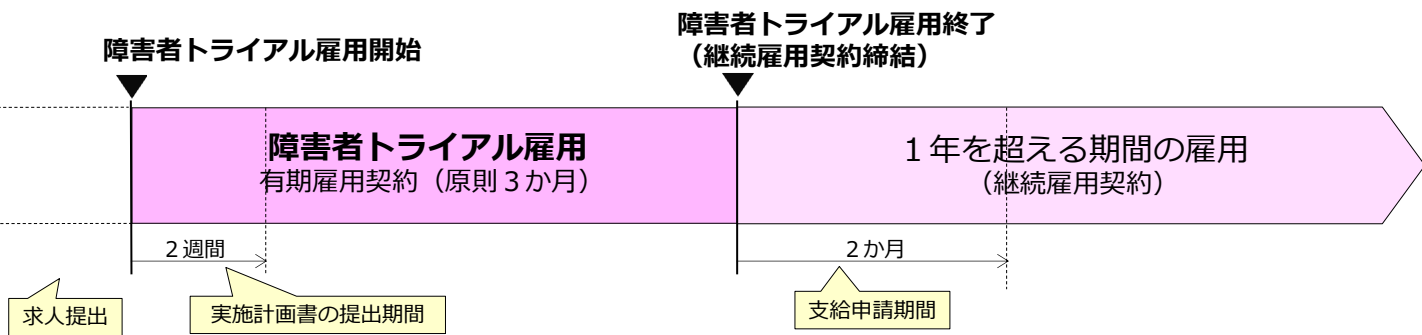 障害者トライアル雇用開始
障害者トライアル雇用終了
（継続雇用契約締結）
障害者トライアル雇用
有期雇用契約（原則３か月）
１年を超える期間の雇用
（継続雇用契約）
２週間
２か月
求人提出
実施計画書の提出期間
支給申請期間